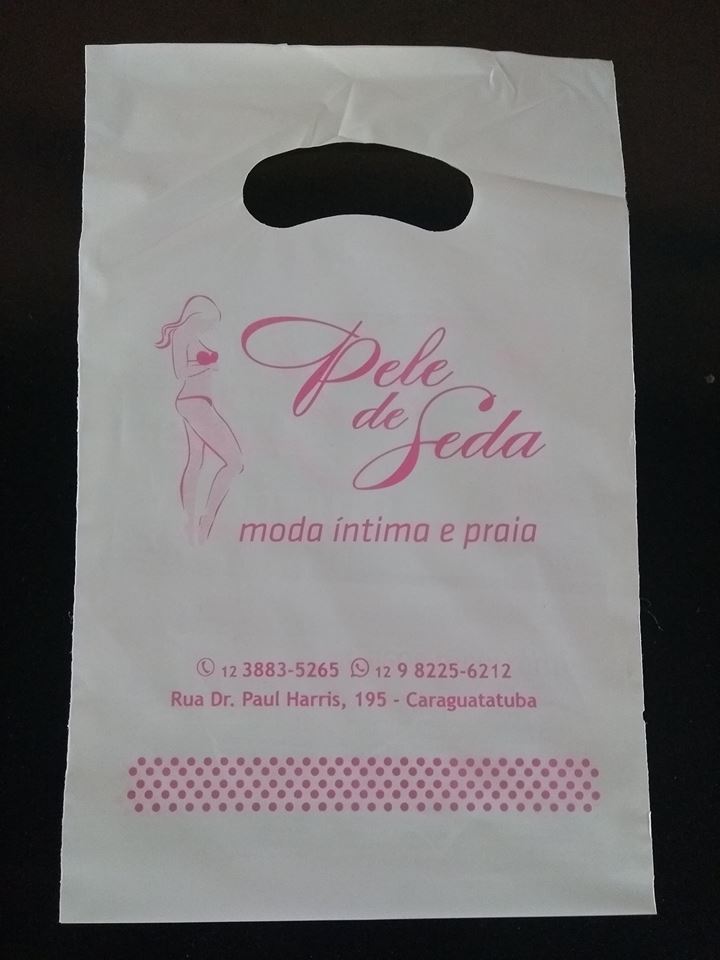 Pele
de Seda
moda íntima e praia
12 3883-5265 12 9 8225-6212
Rua Dr. Paul Harris, 195 - Caraguatatuba